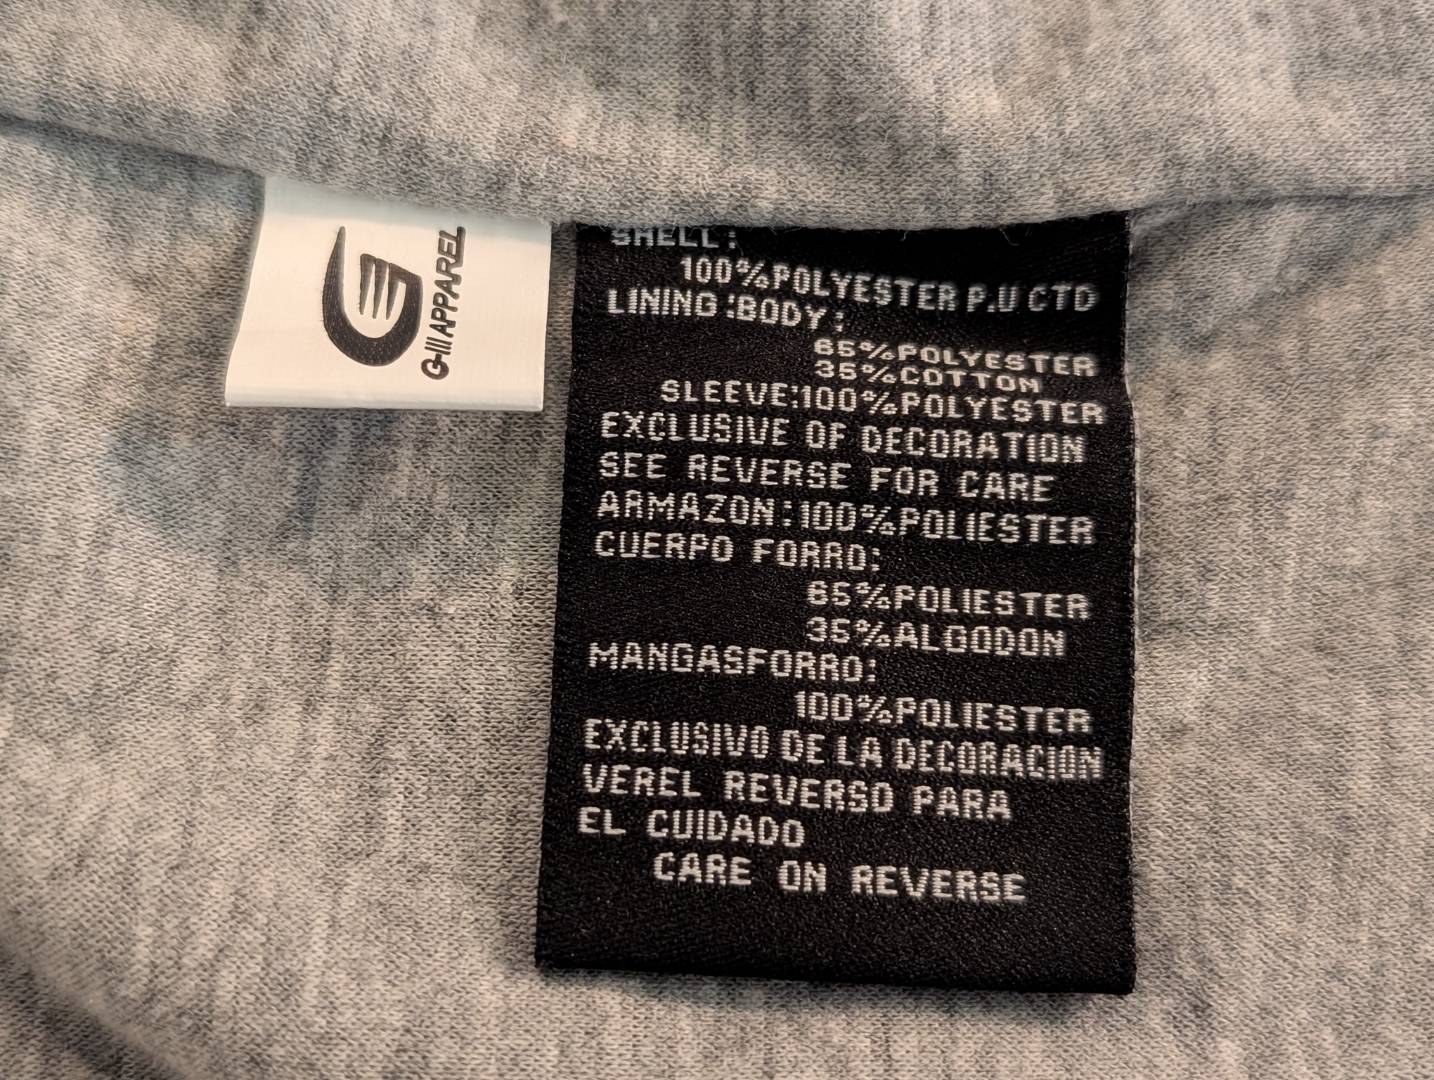 G-III APPAREL
SHELL:
100%POLYESTER P.U CTD
LINING:BODY:
65%POLYESTER
35%COTTON
SLEEVE:100%POLYESTER
EXCLUSIVE OF DECORATION
SEE REVERSE FOR CARE
ARMAZON:100%POLIESTER
CUERPO FORRO:
65%POLIESTER
35%ALGODON
MANGASFORRO:
100%POLIESTER
EXCLUSIVO DE LA DECORACION
VEREL REVERSO PARA
EL CUIDADO
CARE ON REVERSE